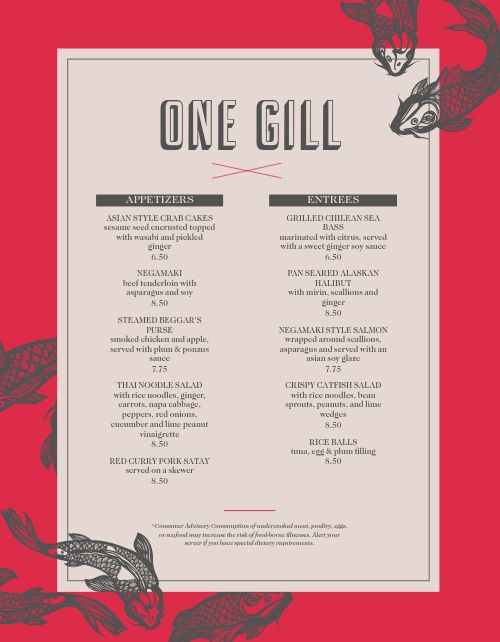 ONE GILL
APPETIZERS
ASIAN STYLE CRAB CAKES
sesame seed encrusted topped
with wasabi and pickled
ginger
6.50
NEGAMAKI
beef tenderloin with
asparagus and soy
8.50
STEAMED BEGGAR'S
PURSE
smoked chicken and apple,
served with plum & ponzus
sauce
7.75
THAI NOODLE SALAD
with rice noodles, ginger,
carrots, napa cabbage,
peppers, red onions,
cucumber and lime peanut
vinaigrette
8.50
RED CURRY PORK SATAY
served on a skewer
8.50
ENTREES
GRILLED CHILEAN SEA
BASS
marinated with citrus, served
with a sweet ginger soy sauce
6.50
PAN SEARED ALASKAN
HALIBUT
with mirin, scallions and
ginger
8.50
NEGAMAKI STYLE SALMON
wrapped around scallions,
asparagus and served with an
asian soy glaze
7.75
CRISPY CATFISH SALAD
with rice noodles, bean
sprouts, peanuts, and lime
wedges
8.50
RICE BALLS
tuna, egg & plum filling
8.50
*Consumer Advisory Consumption of undercooked meat, poultry, eggs,
or seafood may increase the risk of food-borne illnesses. Alert your
server if you have special dietary requirements.